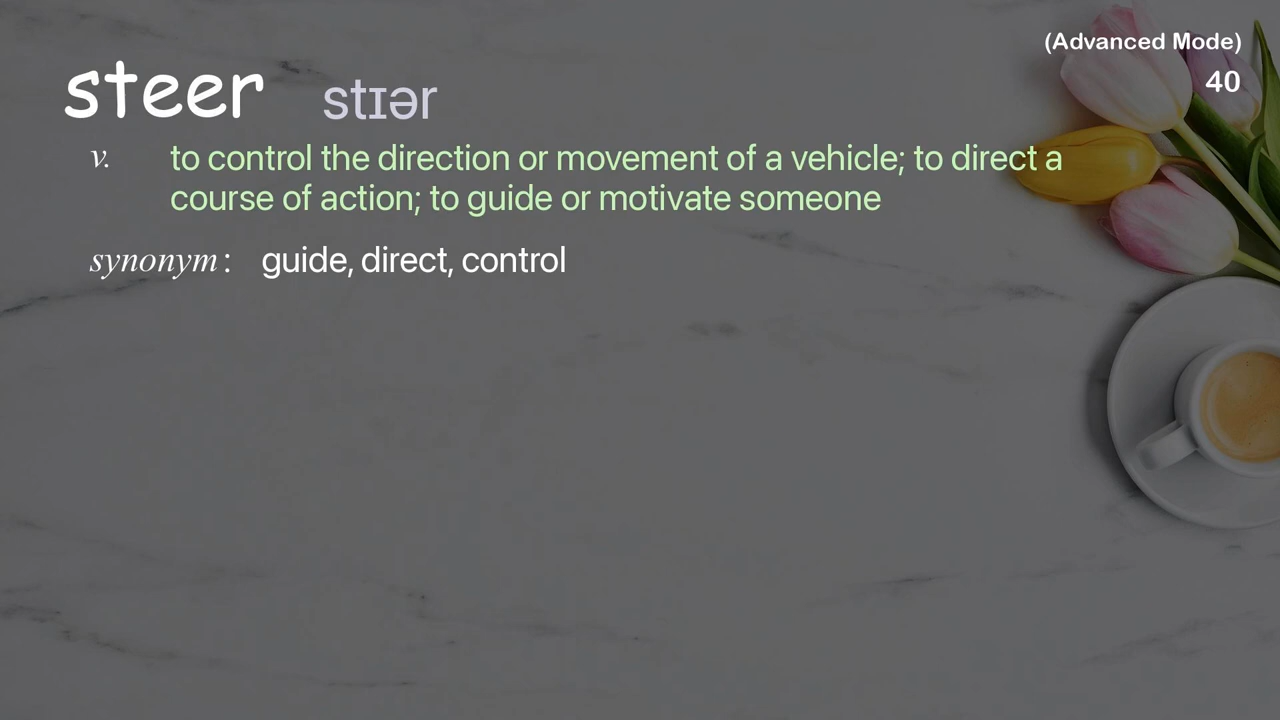 (Advanced Mode)
40
steer stɪər
v. to control the direction or movement of a vehicle; to direct a
course of action; to guide or motivate someone
synonym : guide, direct, control